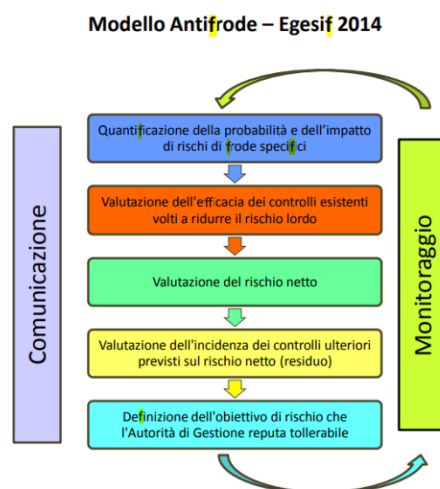 Modello Antifrode – Egesif 2014
Quantificazione della probabilità e dell'impatto
di rischi di frode specifici
Valutazione dell'efficacia dei controlli esistenti
volti a ridurre il rischio lordo
Valutazione del rischio netto
Valutazione dell'incidenza dei controlli ulteriori
previsti sul rischio netto (residuo)
Definizione dell'obiettivo di rischio che
l'Autorità di Gestione reputa tollerabile
Comunicazione
Monitoraggio